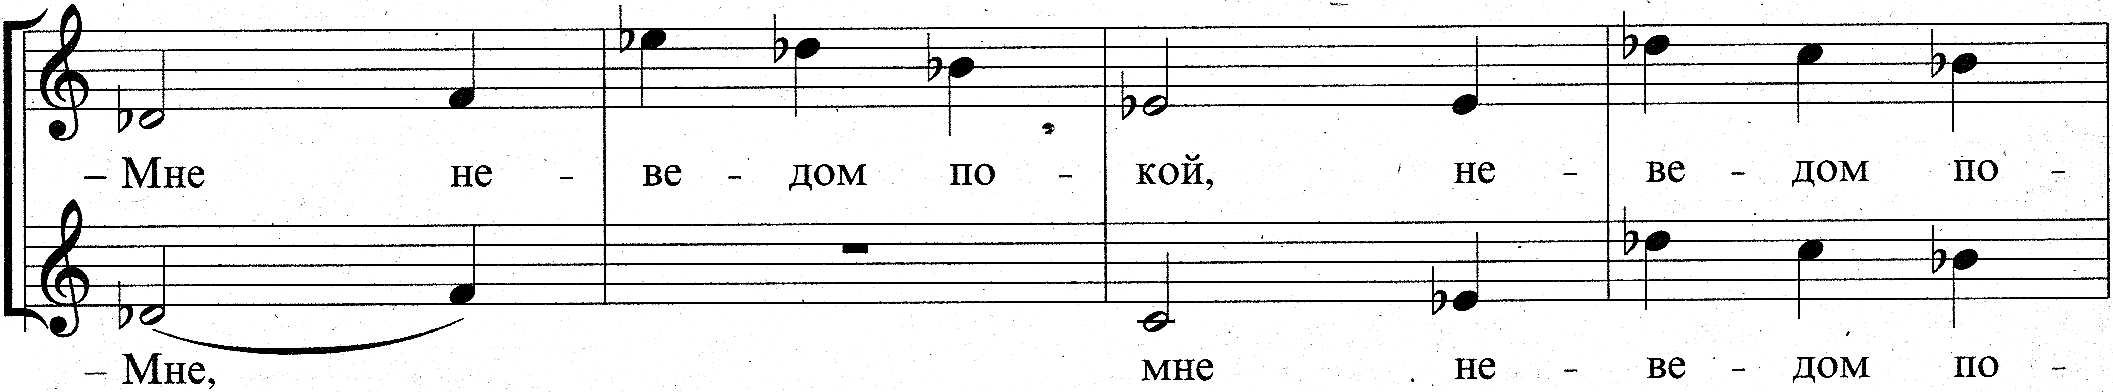 – Мне не - ве - дом по - кой, не - ве - дом по -
– Мне, мне не - ве - дом по -